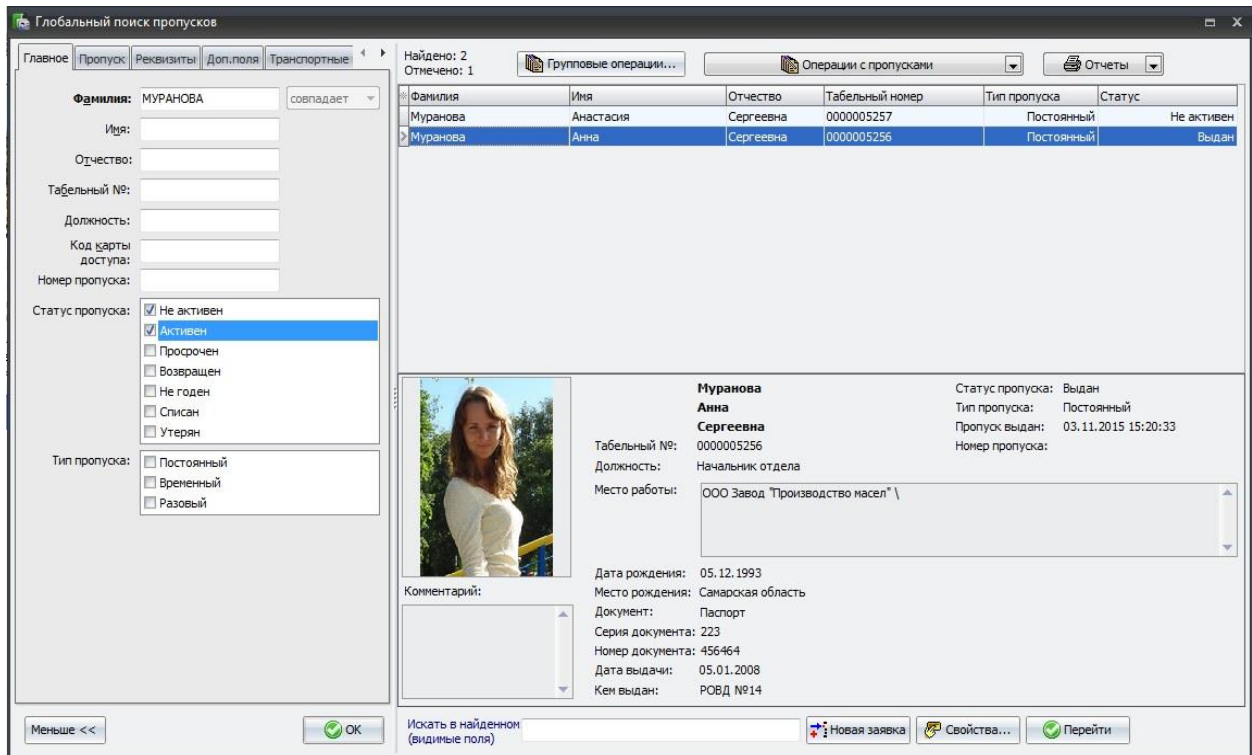 Глобальный поиск пропусков
Главное Пропуск Реквизиты Доп.поля Транспортные
Фамилия: МУРАНОВА совпадает
Имя:
Отчество:
Табельный №:
Должность:
Код карты
доступа:
Номер пропуска:
Статус пропуска: Не активен
Активен
Просрочен
Возвращен
Не годен
Списан
Утерян
Тип пропуска: Постоянный
Временный
Разовый
Меньше << OK
Найдено: 2
Отмечено: 1
Групповые операции... Операции с пропусками Отчеты
Фамилия Имя Отчество Табельный номер Тип пропуска Статус
Муранова Анастасия Сергеевна 0000005257 Постоянный Не активен
Муранова Анна Сергеевна 0000005256 Постоянный Выдан
Муранова
Анна
Сергеевна
Табельный №: 0000005256
Должность: Начальник отдела
Место работы: ООО Завод "Производство масел" \
Статус пропуска: Выдан
Тип пропуска: Постоянный
Пропуск выдан: 03.11.2015 15:20:33
Номер пропуска:
Комментарий:
Дата рождения: 05.12.1993
Место рождения: Самарская область
Документ: Паспорт
Серия документа: 223
Номер документа: 456464
Дата выдачи: 05.01.2008
Кем выдан: РОВД №14
Искать в найденном
(видимые поля)
Новая заявка Свойства... Перейти